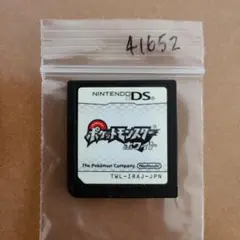 41652
NINTENDO DS™
ポケットモンスター
ホワイト
The Pokémon Company
Nintendo
TWL-IRAJ-JPN